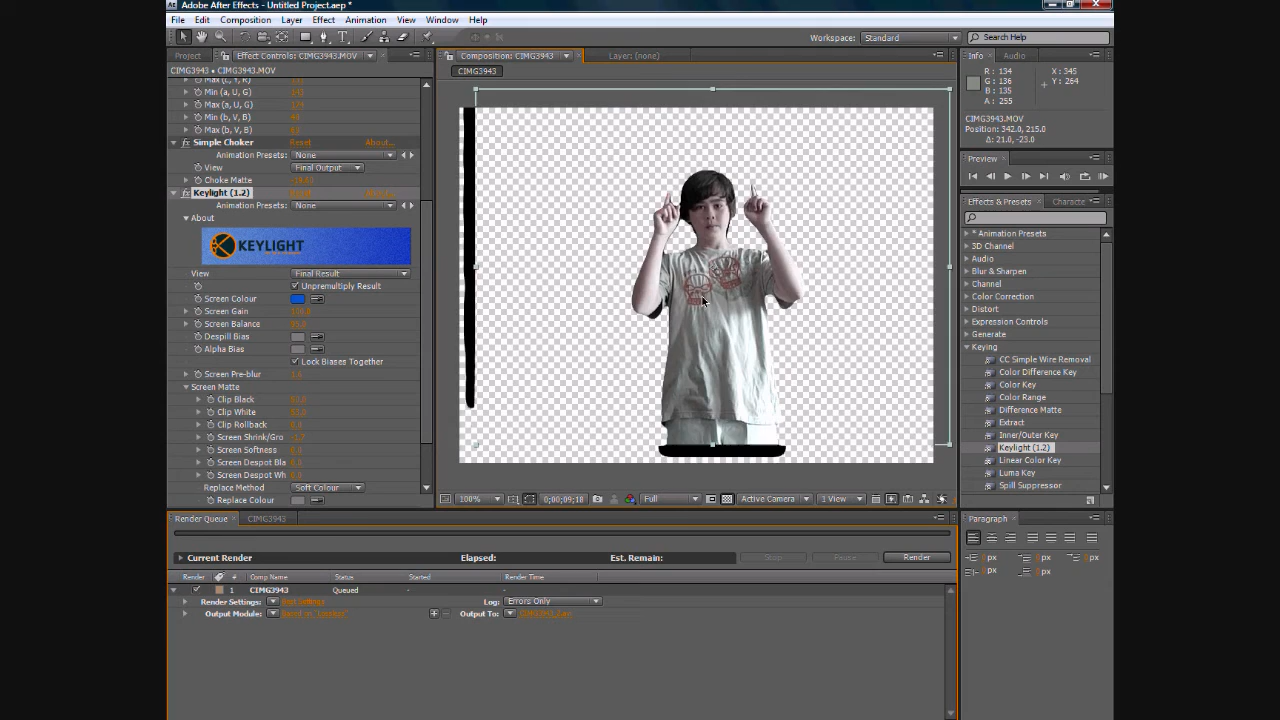 Adobe After Effects - Untitled Project.aep *
File Edit Composition Layer Effect Animation View Window Help
Workspace: Standard Search Help
Project Effect Controls: CIMG3943.MOV
CIMG3943 • CIMG3943.MOV
Composition: CIMG3943 Layer: (none)
CIMG3943
Info Audio
R : 134 X : 345
G : 136 Y : 264
B : 135
A : 255
CIMG3943.MOV
Position: 342.0, 215.0
Δ: 21.0, -23.0
Preview
Effects & Presets Characte
* Animation Presets
3D Channel
Audio
Blur & Sharpen
Channel
Color Correction
Distort
Expression Controls
Generate
Keying
CC Simple Wire Removal
Color Difference Key
Color Key
Color Range
Difference Matte
Extract
Inner/Outer Key
Keylight (1.2)
Linear Color Key
Luma Key
Spill Suppressor
Min (a, U, G)
Max (a, U, G)
Min (b, V, B)
Max (b, V, B)
Simple Choker Reset About...
Animation Presets: None
View Final Output
Choke Matte
Keylight (1.2) Reset
Animation Presets: None
About
KEYLIGHT
View Final Result
Unpremultiply Result
Screen Colour
Screen Gain
Screen Balance
Despill Bias
Alpha Bias
Lock Biases Together
Screen Pre-blur
Screen Matte
Clip Black
Clip White
Clip Rollback
Screen Shrink/Gro
Screen Softness
Screen Despot Bla
Screen Despot Wh
Replace Method Soft Colour
Replace Colour
100% 0;00;09;18 Full Active Camera 1 View
Render Queue CIMG3943
Current Render Elapsed: Est. Remain: Stop Pause Render
Render # Comp Name Status Started Render Time
1 CIMG3943 Queued - -
Render Settings: Best Settings Log: Errors Only
Output Module: Output To:
Paragraph
px px px
px px